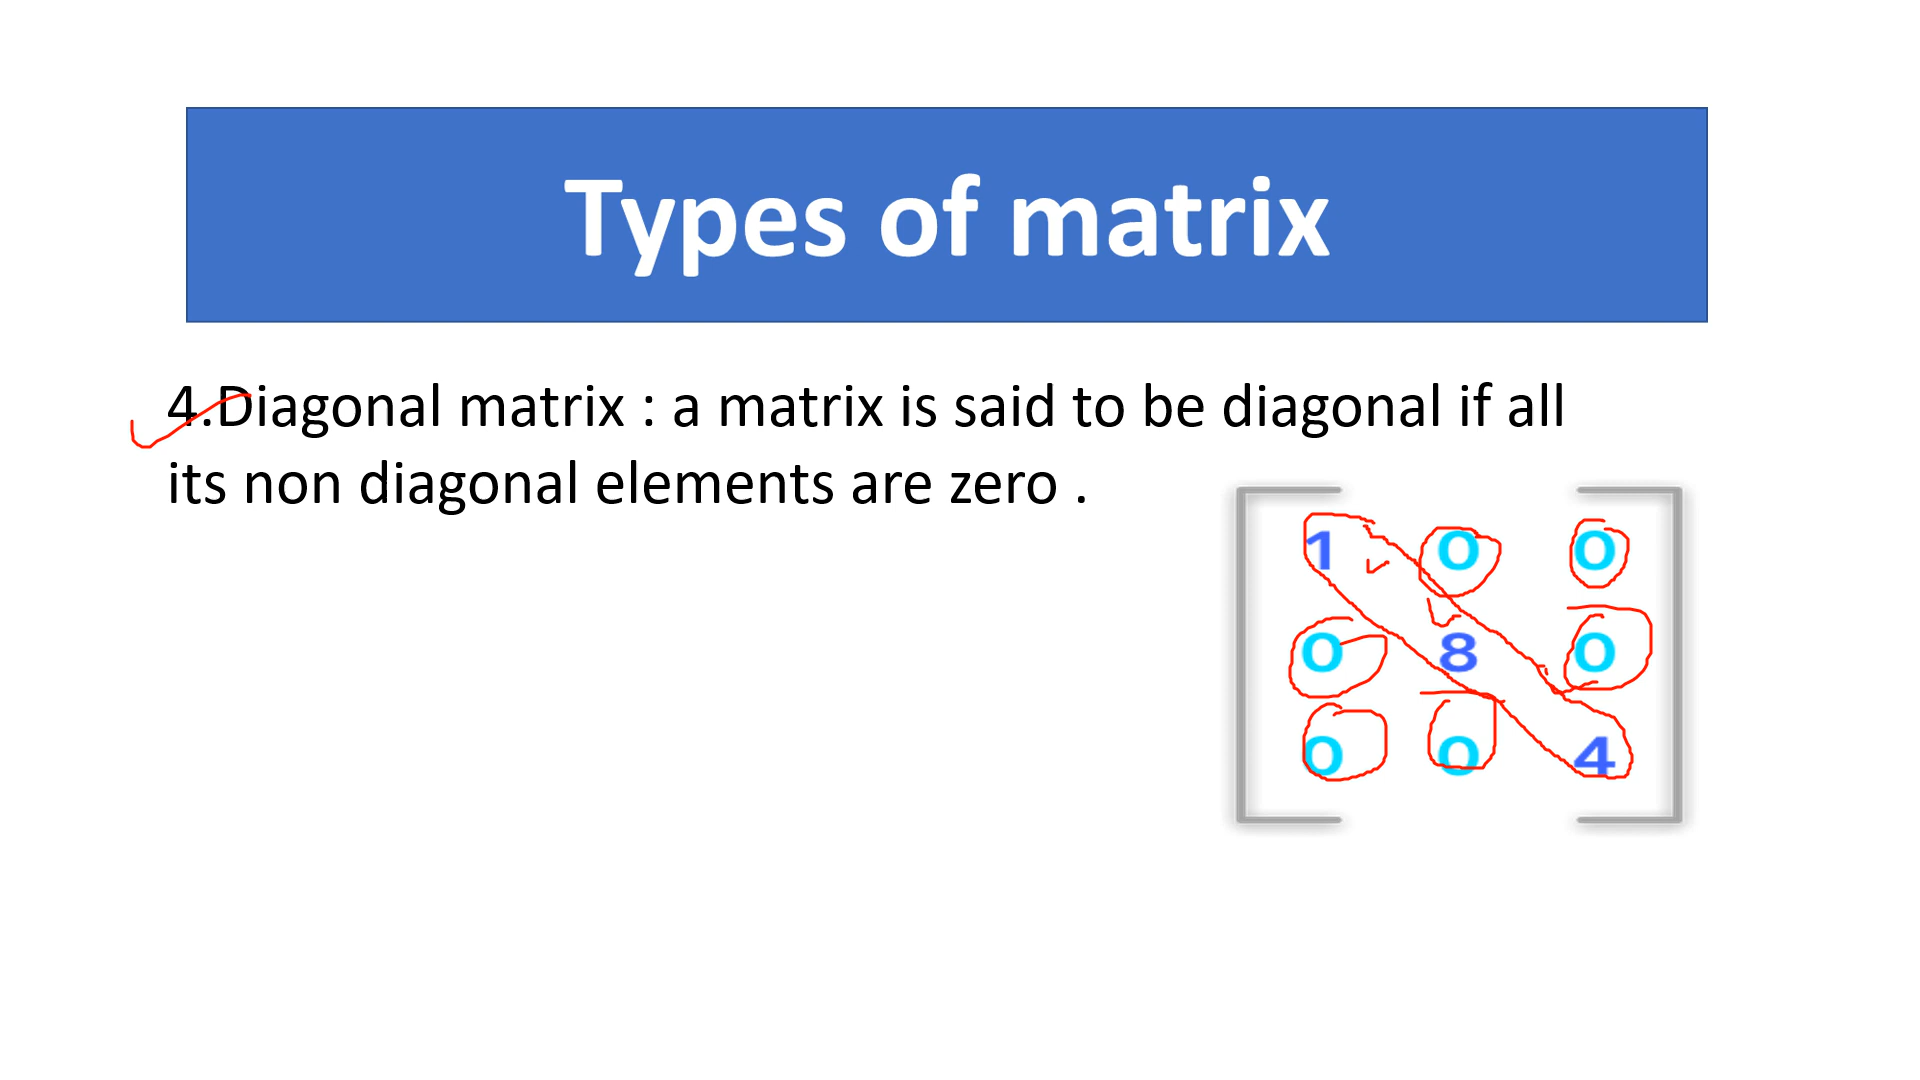 Types of matrix
4.Diagonal matrix : a matrix is said to be diagonal if all
its non diagonal elements are zero .
1 0 0
0 8 0
0 0 4